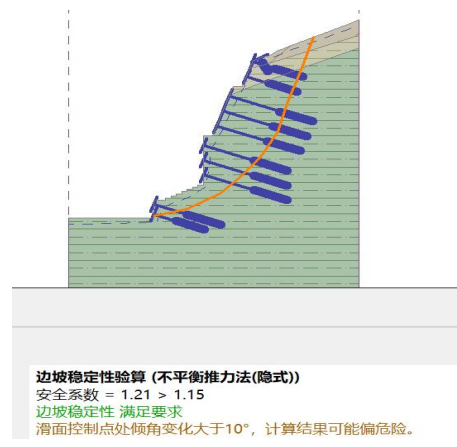 边坡稳定性验算 (不平衡推力法(隐式))
安全系数 = 1.21 > 1.15
边坡稳定性 满足要求
滑面控制点处倾角变化大于10°，计算结果可能偏危险。